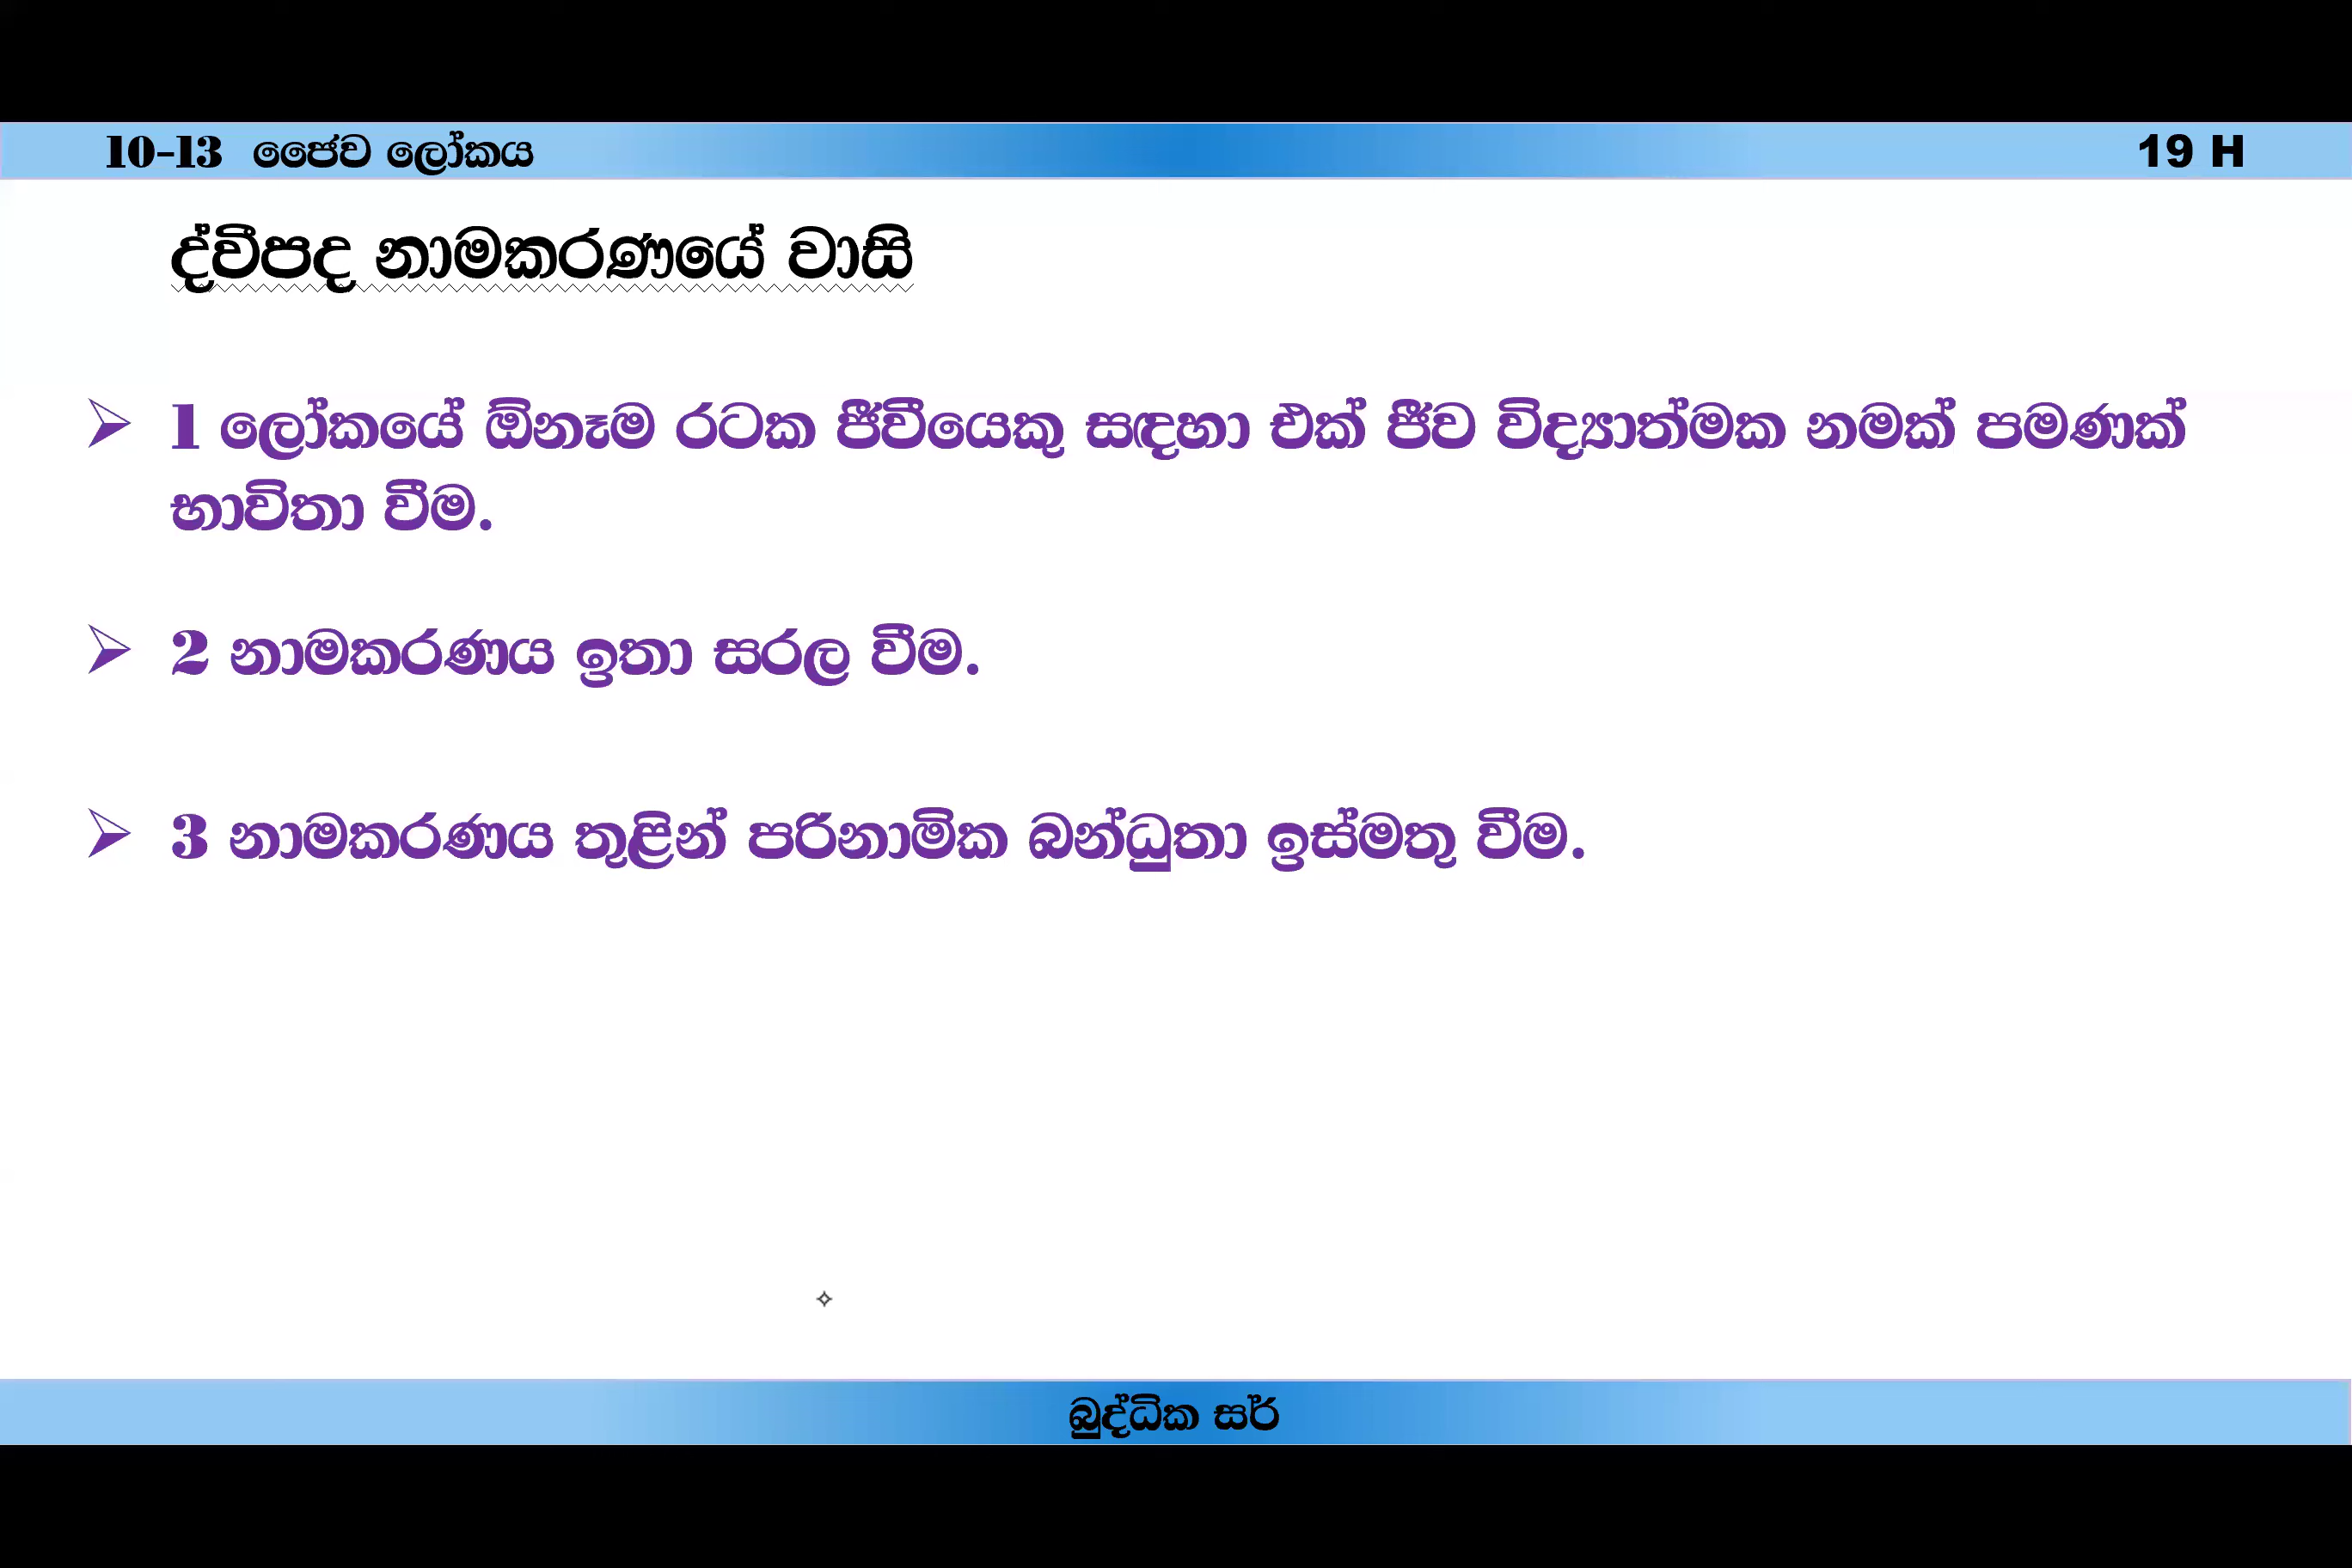 10-13 ජෛව ලෝකය
19 H
ද්විපද නාමකරණයේ වාසි
➢ 1 ලෝකයේ ඕනෑම රටක ජීවියෙකු සඳහා එක් ජීව විද්‍යාත්මක නමක් පමණක්
භාවිතා වීම.
➢ 2 නාමකරණය ඉතා සරල වීම.
➢ 3 නාමකරණය තුළින් පරිනාමික බන්ධුතා ඉස්මතු වීම.
බුද්ධික සර්